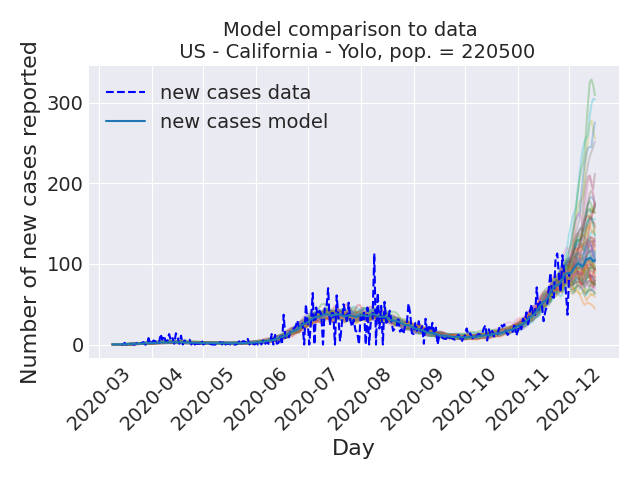 Model comparison to data
US - California - Yolo, pop. = 220500
Number of new cases reported
300
200
100
0
new cases data
new cases model
2020-03
2020-04
2020-05
2020-06
2020-07
2020-08
2020-09
2020-10
2020-11
2020-12
Day